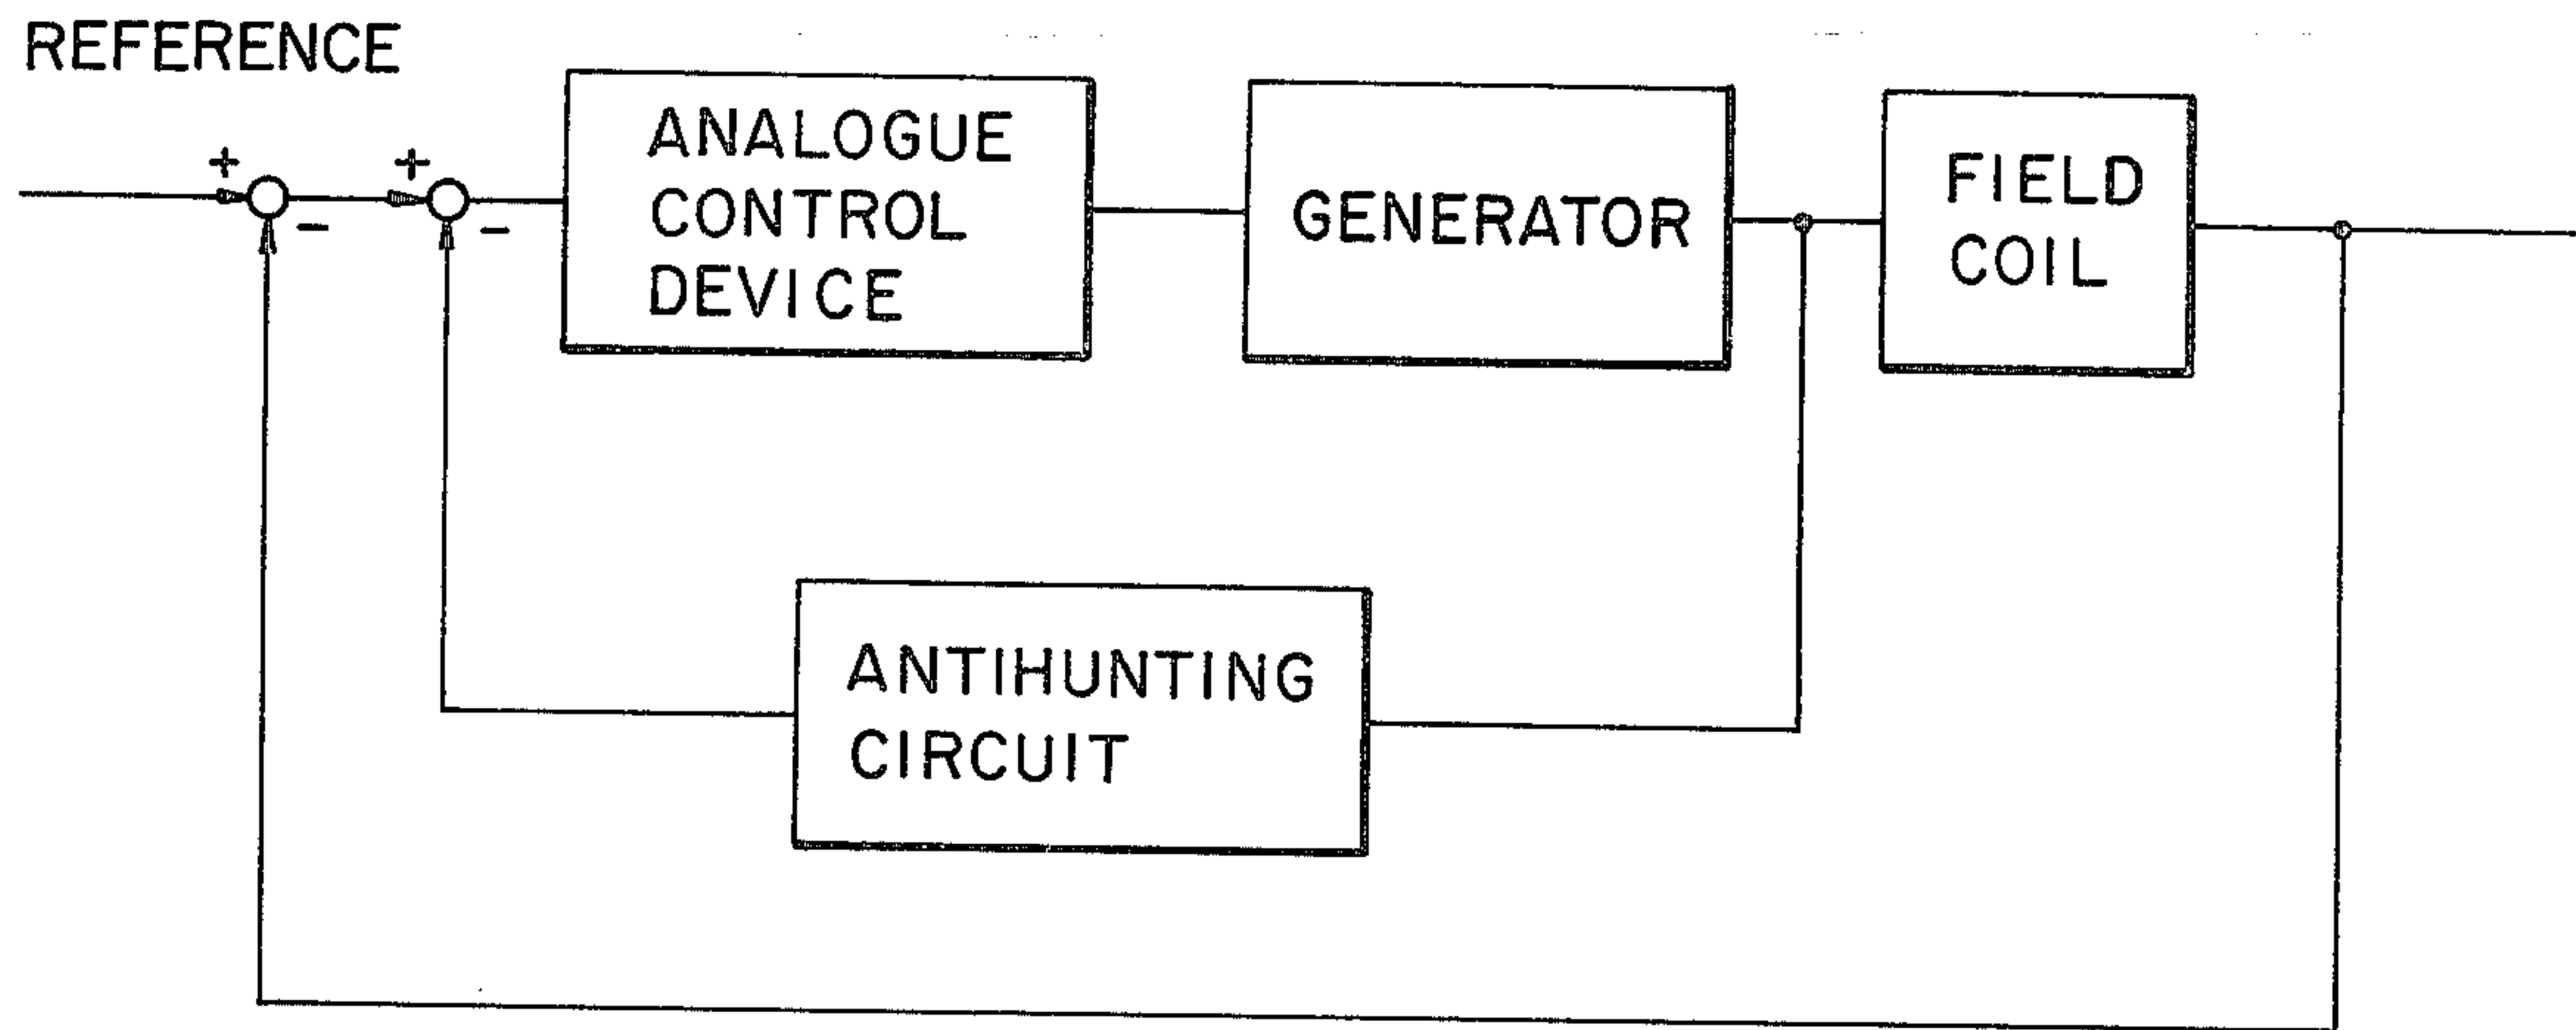 REFERENCE
+
−
+
−
ANALOGUE
CONTROL
DEVICE
GENERATOR
FIELD
COIL
ANTIHUNTING
CIRCUIT